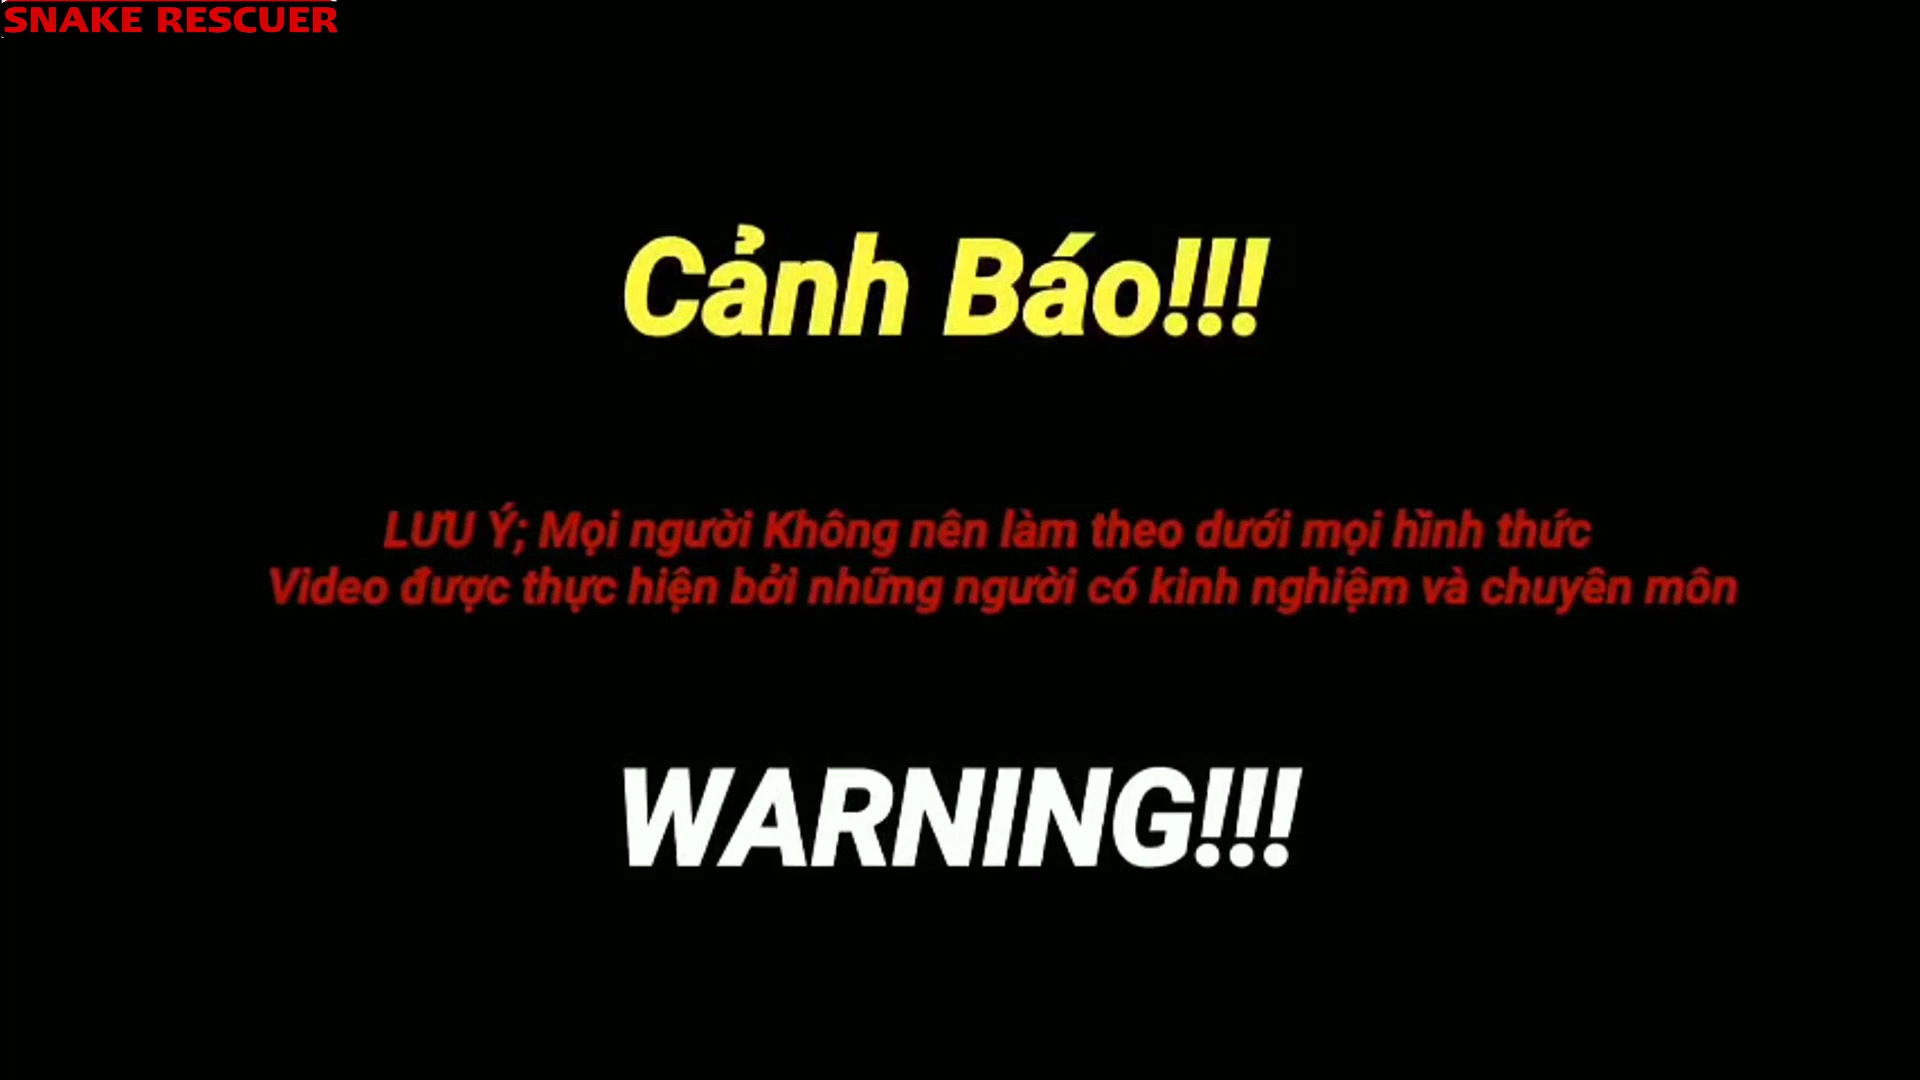 SNAKE RESCUER
Cảnh Báo!!!
LƯU Ý; Mọi người Không nên làm theo dưới mọi hình thức
Video được thực hiện bởi những người có kinh nghiệm và chuyên môn
WARNING!!!